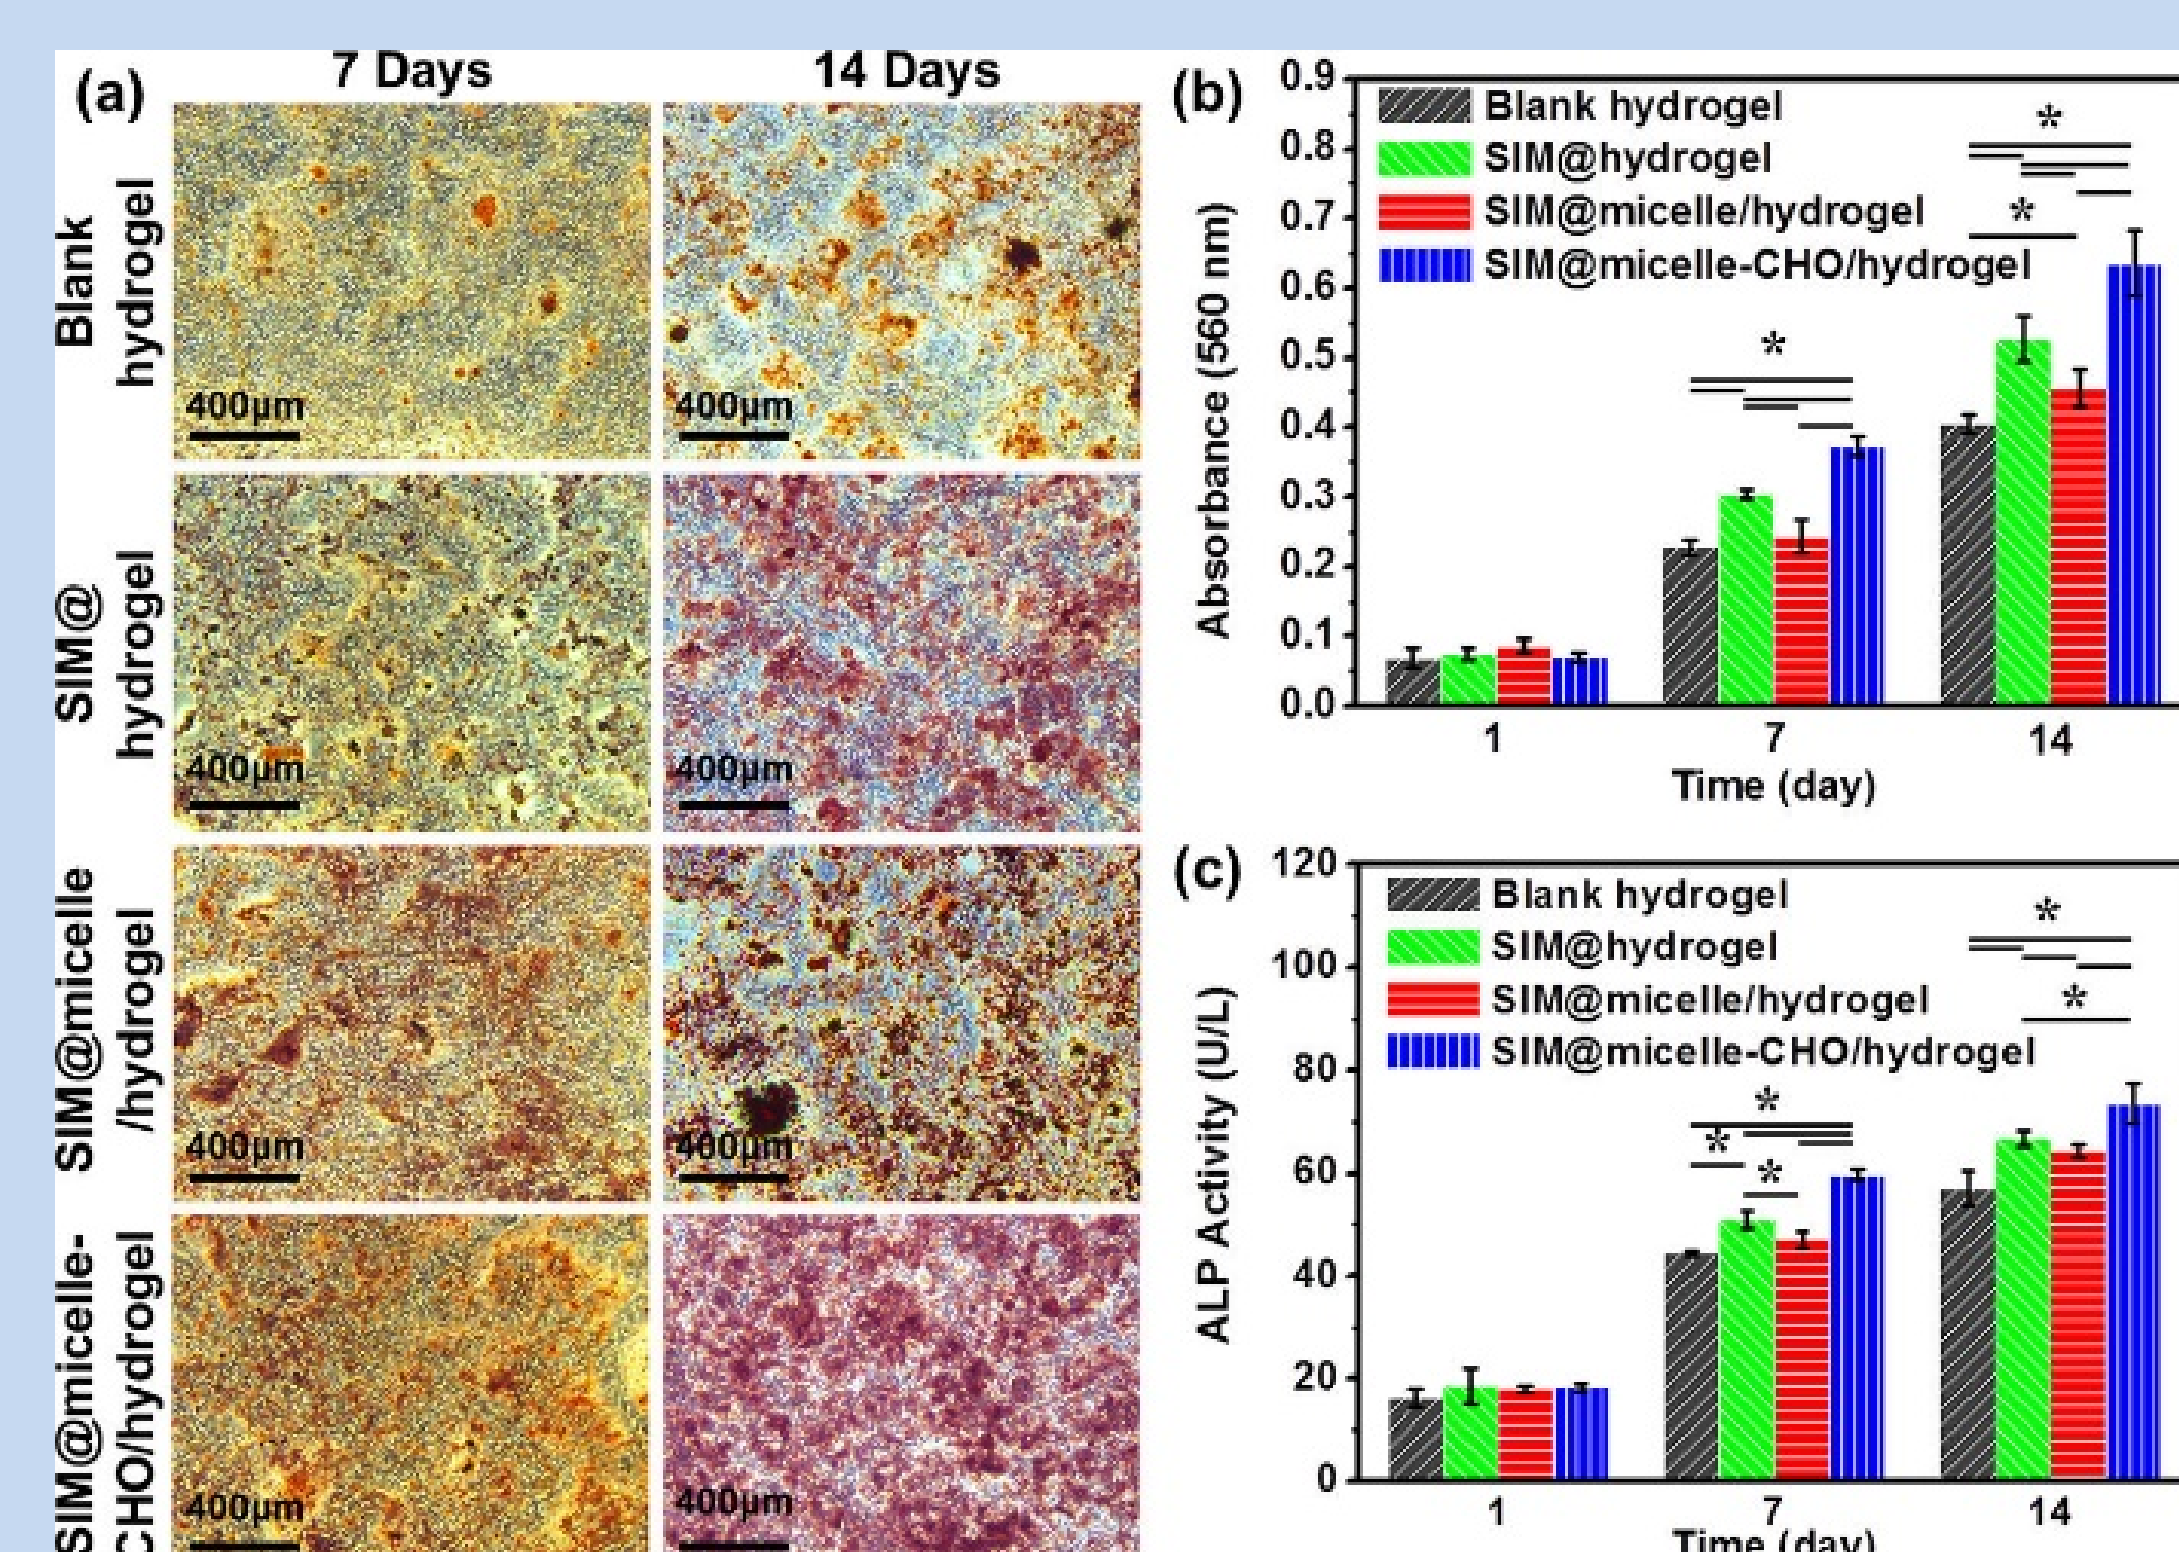 (a)
7 Days
14 Days
Blank
hydrogel
400µm
400µm
SIM@
hydrogel
400µm
400µm
SIM@micelle
/hydrogel
400µm
400µm
SIM@micelle-
CHO/hydrogel
400µm
400µm
(b)
Absorbance (560 nm)
0.9
0.8
0.7
0.6
0.5
0.4
0.3
0.2
0.1
0.0
Blank hydrogel
SIM@hydrogel
SIM@micelle/hydrogel
SIM@micelle-CHO/hydrogel
*
*
*
1
7
14
Time (day)
(c)
ALP Activity (U/L)
120
100
80
60
40
20
0
Blank hydrogel
SIM@hydrogel
SIM@micelle/hydrogel
SIM@micelle-CHO/hydrogel
*
*
*
*
*
1
7
14
Time (day)